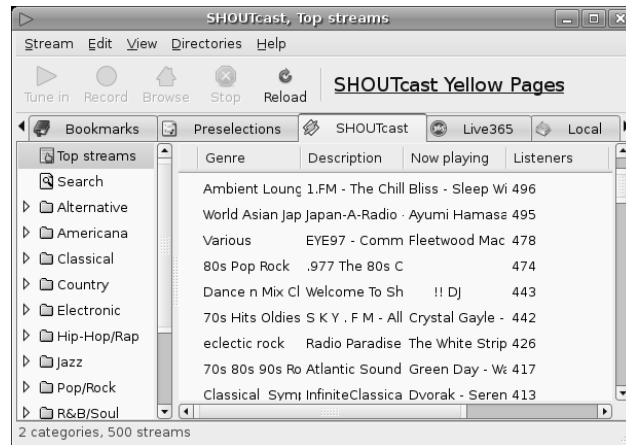 SHOUTcast, Top streams
Stream Edit View Directories Help
Tune in Record Browse Stop Reload SHOUTcast Yellow Pages
Bookmarks Preselections SHOUTcast Live365 Local
Top streams
Search
Alternative
Americana
Classical
Country
Electronic
Hip-Hop/Rap
Jazz
Pop/Rock
R&B/Soul
Genre Description Now playing Listeners
Ambient Loung 1.FM - The Chill Bliss - Sleep Wi 496
World Asian Jap Japan-A-Radio - Ayumi Hamasa 495
Various EYE97 - Comm Fleetwood Mac 478
80s Pop Rock .977 The 80s C 474
Dance n Mix Cl Welcome To Sh !! DJ 443
70s Hits Oldies S K Y . F M - All Crystal Gayle - 442
eclectic rock Radio Paradise The White Strip 426
70s 80s 90s Ro Atlantic Sound Green Day - Wa 417
Classical Symp InfiniteClassica Dvorak - Seren 413
2 categories, 500 streams